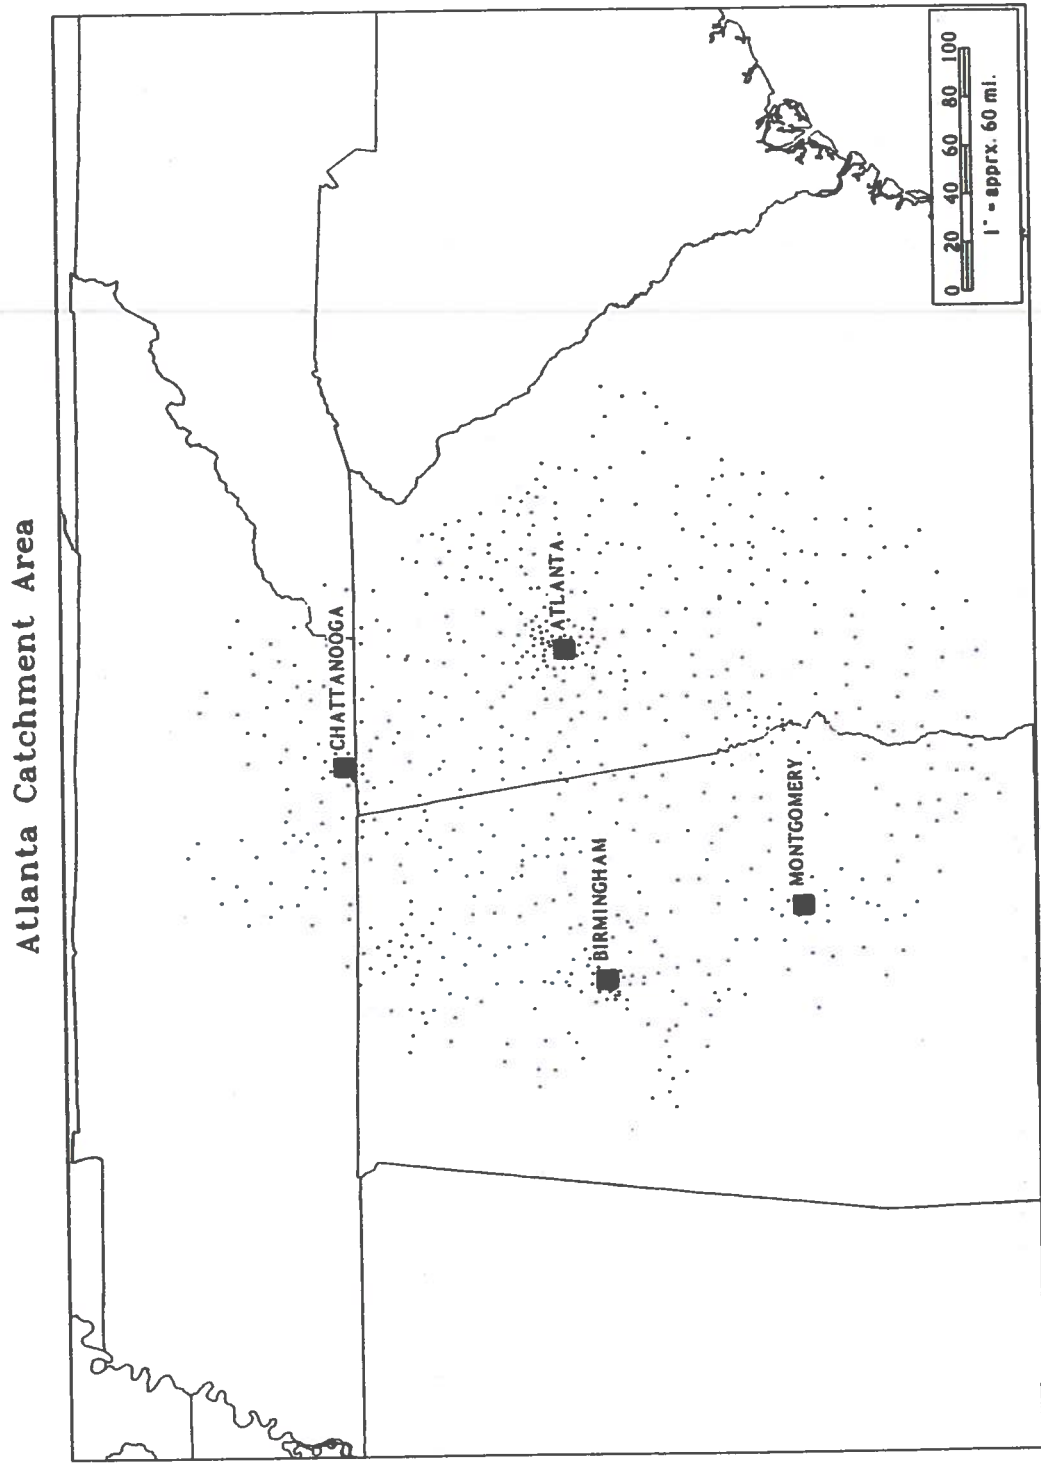 Atlanta Catchment Area
CHATTANOOGA
ATLANTA
BIRMINGHAM
MONTGOMERY
0 20 40 60 80 100
1" = apprx. 60 mi.